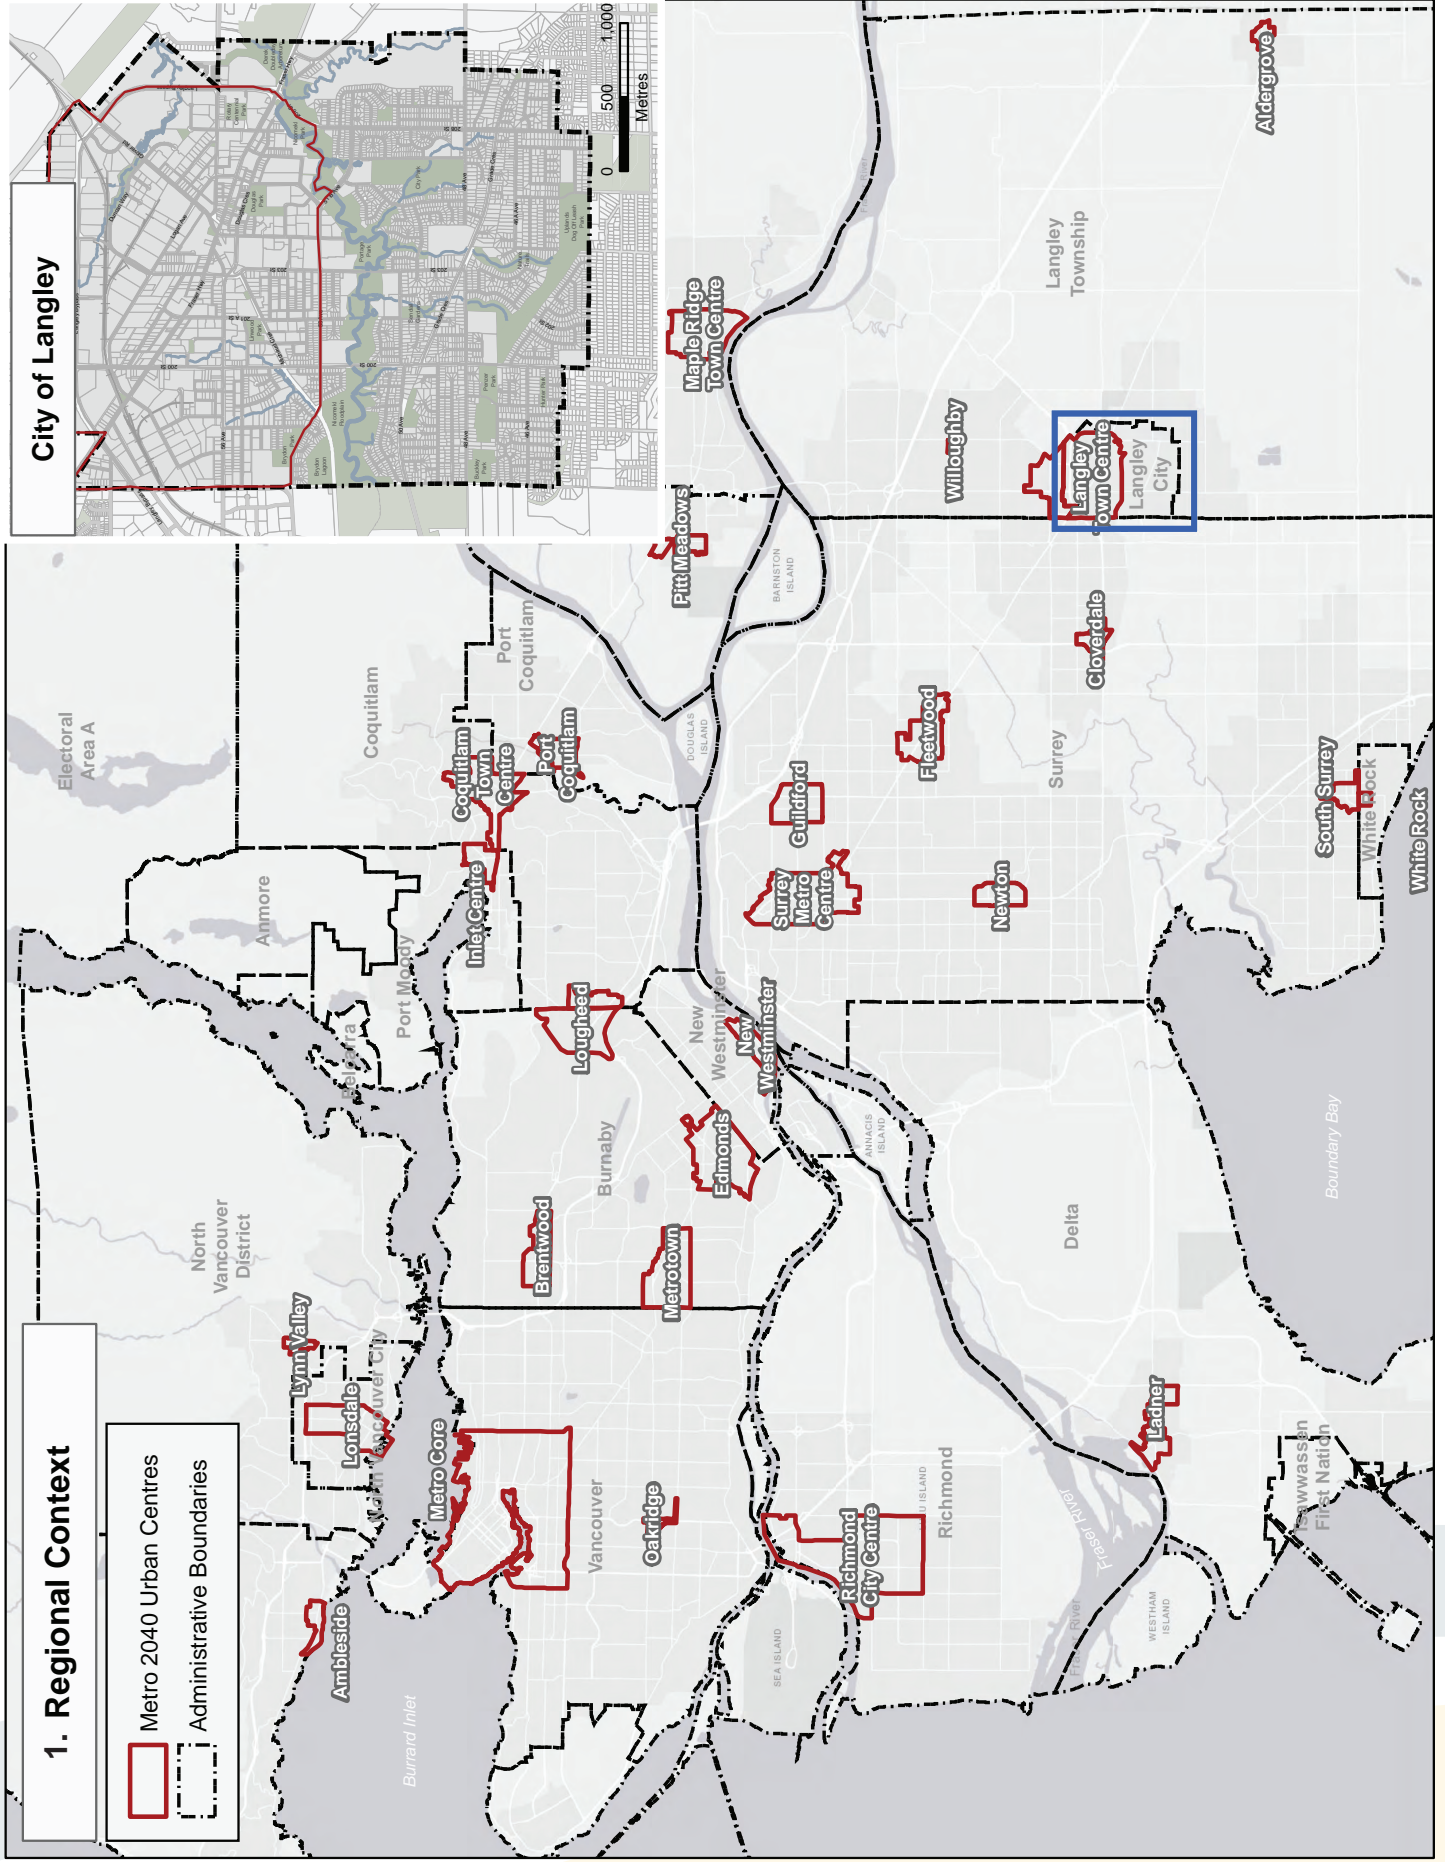 1. Regional Context
Metro 2040 Urban Centres
Administrative Boundaries
City of Langley
0
500
1,000
Metres
Electoral
Area A
North
Vancouver
District
Anmore
Belcarra
Port Moody
Coquitlam
Port
Coquitlam
Lynn Valley
Lonsdale
North Vancouver City
Ambleside
Burrard Inlet
Metro Core
Inlet Centre
Coquitlam
Town
Centre
Port
Coquitlam
Pitt Meadows
Maple Ridge
Town Centre
Brentwood
Lougheed
Burnaby
Vancouver
Oakridge
Metrotown
Edmonds
New
Westminster
New
Westminster
DOUGLAS
ISLAND
BARNSTON
ISLAND
SEA ISLAND
Richmond
City Centre
Richmond
ANNACIS
ISLAND
Surrey
Metro
Centre
Guildford
Fleetwood
Newton
Surrey
Cloverdale
Willoughby
Langley
Town Centre
Langley
City
Langley
Township
Aldergrove
Delta
Ladner
Fraser River
Fraser River
WESTHAM
ISLAND
Tsawwassen
First Nation
Boundary Bay
South Surrey
White Rock
White Rock